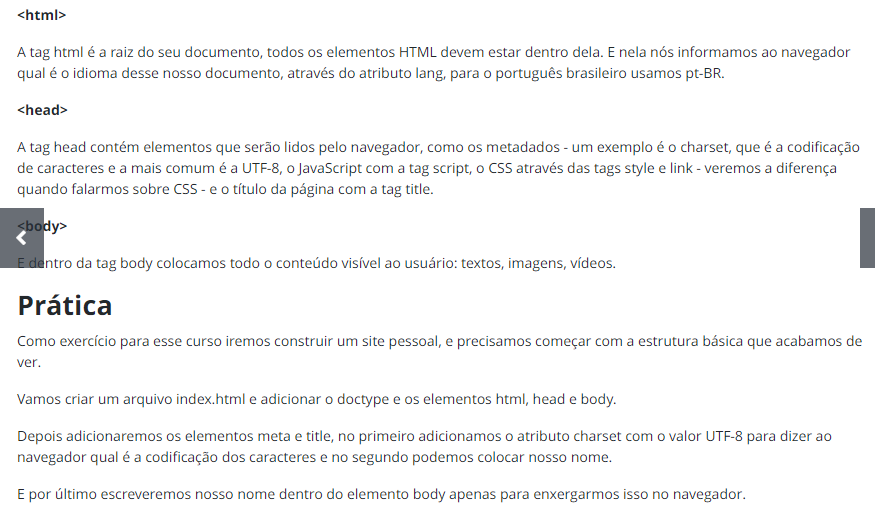 <html>
A tag html é a raiz do seu documento, todos os elementos HTML devem estar dentro dela. E nela nós informamos ao navegador
qual é o idioma desse nosso documento, através do atributo lang, para o português brasileiro usamos pt-BR.
<head>
A tag head contém elementos que serão lidos pelo navegador, como os metadados - um exemplo é o charset, que é a codificação
de caracteres e a mais comum é a UTF-8, o JavaScript com a tag script, o CSS através das tags style e link - veremos a diferença
quando falarmos sobre CSS - e o título da página com a tag title.
<body>
E dentro da tag body colocamos todo o conteúdo visível ao usuário: textos, imagens, vídeos.
Prática
Como exercício para esse curso iremos construir um site pessoal, e precisamos começar com a estrutura básica que acabamos de
ver.
Vamos criar um arquivo index.html e adicionar o doctype e os elementos html, head e body.
Depois adicionaremos os elementos meta e title, no primeiro adicionamos o atributo charset com o valor UTF-8 para dizer ao
navegador qual é a codificação dos caracteres e no segundo podemos colocar nosso nome.
E por último escreveremos nosso nome dentro do elemento body apenas para enxergarmos isso no navegador.